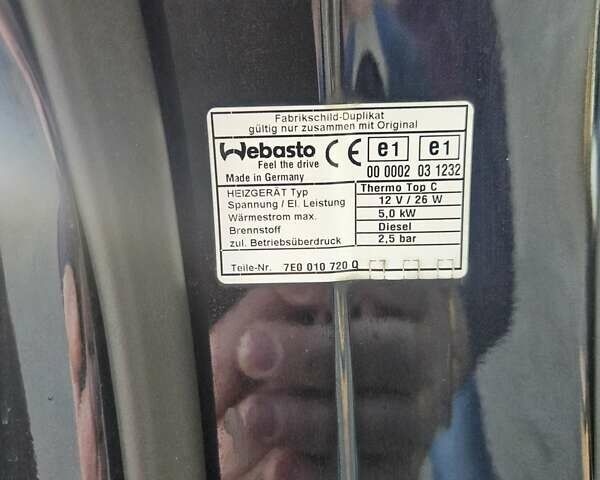 Fabrikschild-Duplikat
gültig nur zusammen mit Original
Webasto CE e1 e1
Feel the drive
Made in Germany 00 0002 03 1232
HEIZGERÄT Typ Thermo Top C
Spannung / El. Leistung 12 V / 26 W
Wärmestrom max. 5,0 kW
Brennstoff Diesel
zul. Betriebsüberdruck 2,5 bar
Teile-Nr. 7E0 010 720 Q